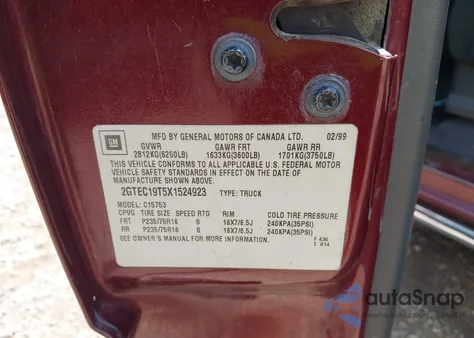 GM MFD BY GENERAL MOTORS OF CANADA LTD. 02/99
GVWR GAWR FRT GAWR RR
2812KG(6200LB) 1633KG(3600LB) 1701KG(3750LB)
THIS VEHICLE CONFORMS TO ALL APPLICABLE U.S. FEDERAL MOTOR
VEHICLE SAFETY STANDARDS IN
EFFECT ON THE DATE OF MANUFACTURE SHOWN ABOVE.
2GTEC19T5X1524923 TYPE: TRUCK
MODEL: C15753
CPVG TIRE SIZE SPEED RTG RIM COLD TIRE PRESSURE
FRT P235/75R16 S 16X7/6.5J 240KPA(35PSI)
RR P235/75R16 S 16X7/6.5J 240KPA(35PSI)
SEE OWNER'S MANUAL FOR MORE INFORMATION. F 436
T 814
autoSnap